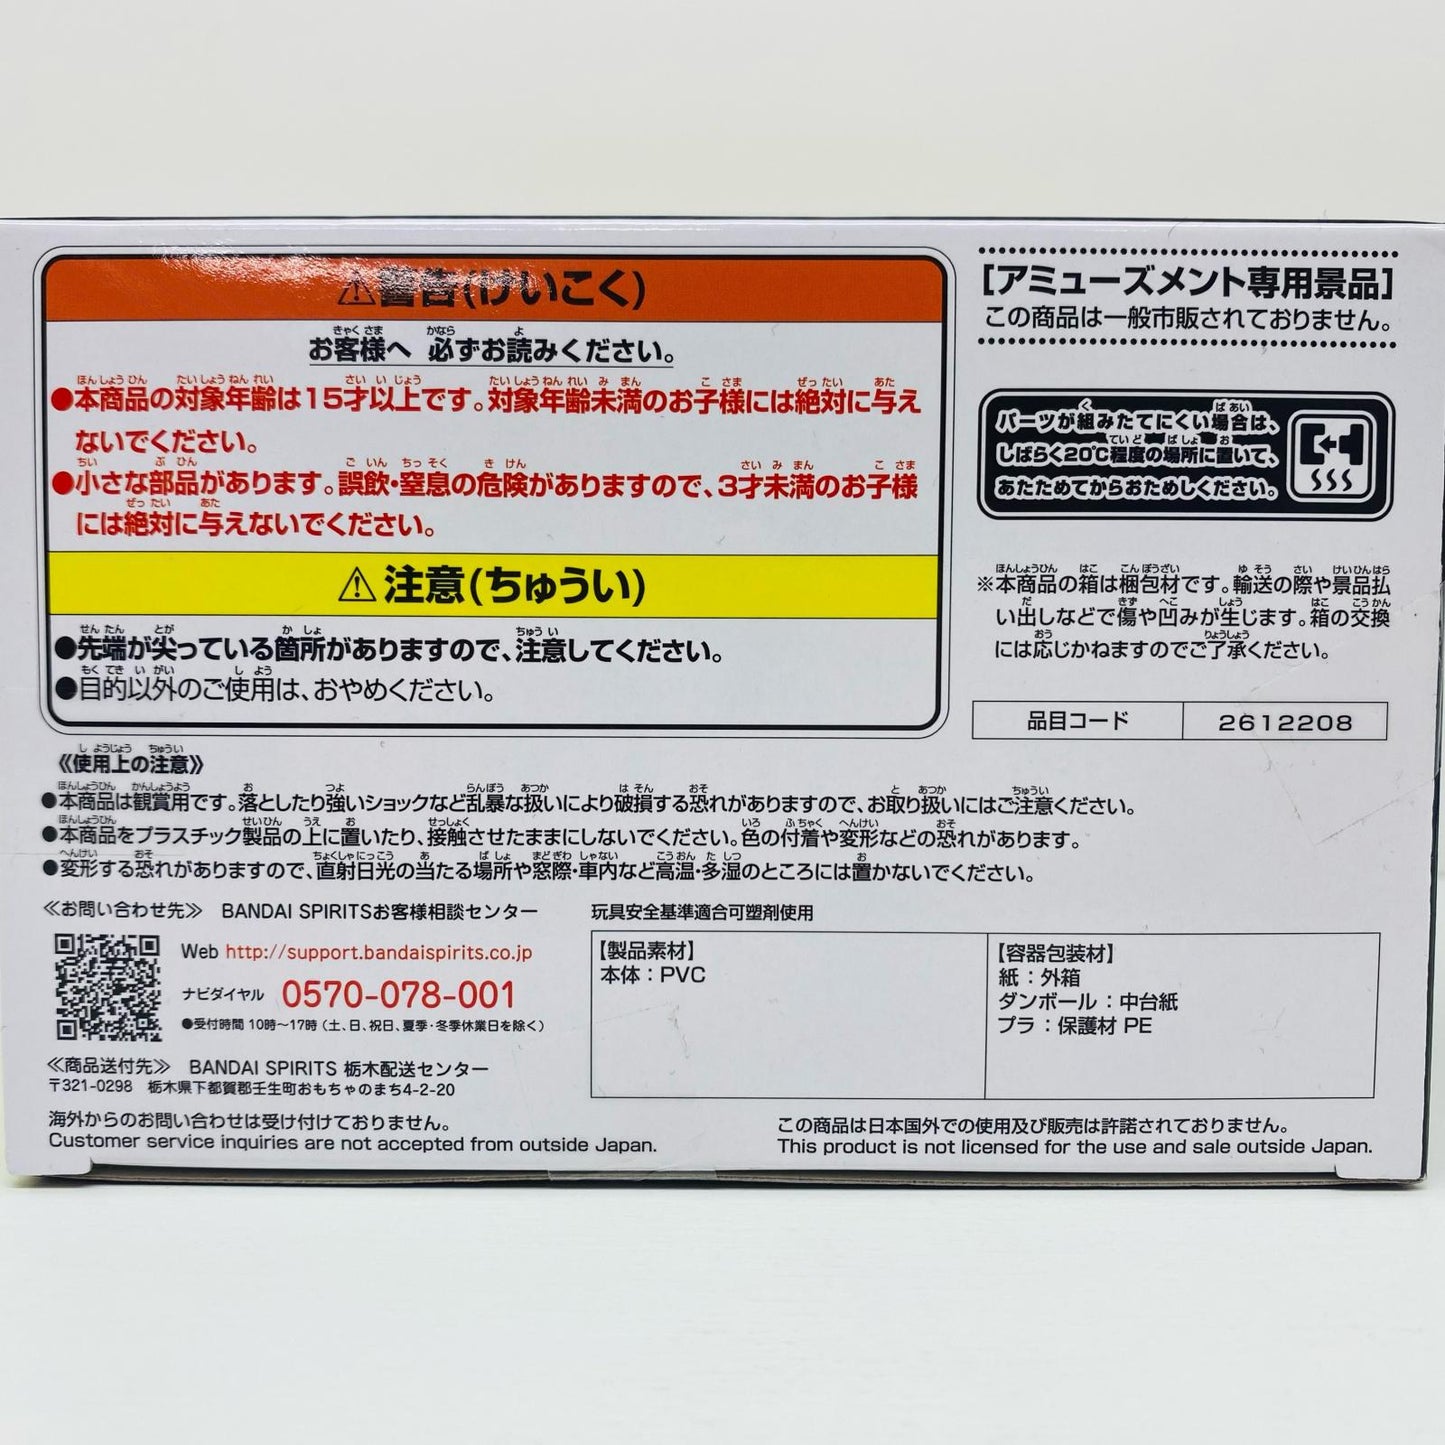 ⚠警告(けいこく)
お客様へ 必ずお読みください。
●本商品の対象年齢は15才以上です。対象年齢未満のお子様には絶対に与え
ないでください。
●小さな部品があります。誤飲・窒息の危険がありますので、3才未満のお子様
には絶対に与えないでください。
⚠注意(ちゅうい)
●先端が尖っている箇所がありますので、注意してください。
●目的以外のご使用は、おやめください。
[アミューズメント専用景品]
この商品は一般市販されておりません。
パーツが組みたてにくい場合は、
しばらく20℃程度の場所に置いて、
あたためてからおためしください。
※本商品の箱は梱包材です。輸送の際や景品払
い出しなどで傷や凹みが生じます。箱の交換
には応じかねますのでご了承ください。
品目コード 2612208
《使用上の注意》
●本商品は観賞用です。落としたり強いショックなど乱暴な扱いにより破損する恐れがありますので、お取り扱いにはご注意ください。
●本商品をプラスチック製品の上に置いたり、接触させたままにしないでください。色の付着や変形などの恐れがあります。
●変形する恐れがありますので、直射日光の当たる場所や窓際・車内など高温・多湿のところには置かないでください。
≪お問い合わせ先≫ BANDAI SPIRITSお客様相談センター
Web http://support.bandaispirits.co.jp
ナビダイヤル 0570-078-001
●受付時間 10時～17時(土、日、祝日、夏季・冬季休業日を除く)
≪商品送付先≫ BANDAI SPIRITS 栃木配送センター
〒321-0298 栃木県下都賀郡壬生町おもちゃのまち4-2-20
玩具安全基準適合可塑剤使用
【製品素材】
本体：PVC
【容器包装材】
紙：外箱
ダンボール：中台紙
プラ：保護材 PE
海外からのお問い合わせは受け付けておりません。
Customer service inquiries are not accepted from outside Japan.
この商品は日本国外での使用及び販売は許諾されておりません。
This product is not licensed for the use and sale outside Japan.